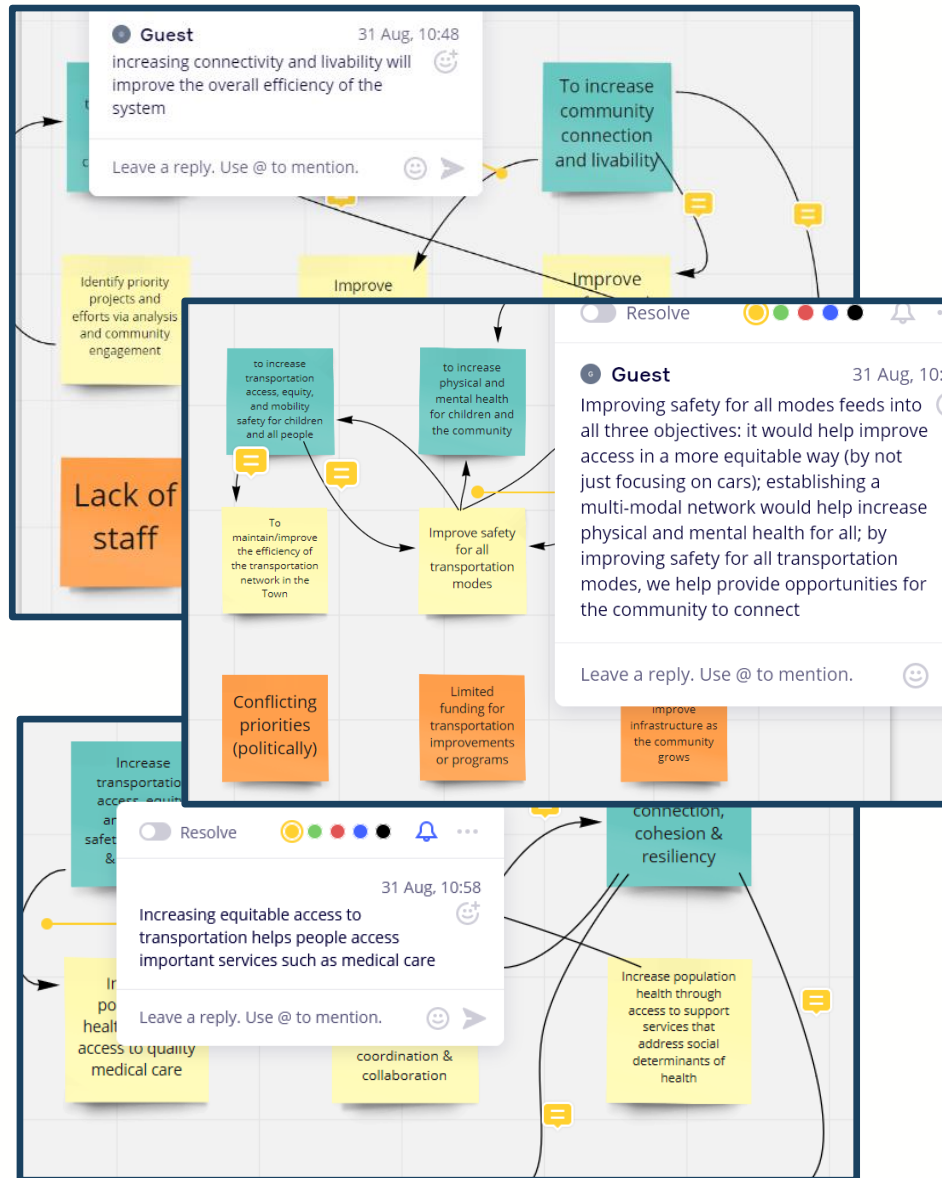 Guest
31 Aug, 10:48
increasing connectivity and livability will
improve the overall efficiency of the
system
Leave a reply. Use @ to mention.
To increase
community
connection
and livability
Identify priority
projects and
efforts via analysis
and community
engagement
Improve
Improve
Lack of
staff
Resolve
Guest
31 Aug, 10:
Improving safety for all modes feeds into
all three objectives: it would help improve
access in a more equitable way (by not
just focusing on cars); establishing a
multi-modal network would help increase
physical and mental health for all; by
improving safety for all transportation
modes, we help provide opportunities for
the community to connect
Leave a reply. Use @ to mention.
to increase
transportation
access, equity,
and mobility
safety for children
and all people
to increase
physical and
mental health
for children and
the community
To
maintain/improve
the efficiency of
the transportation
network in the
Town
Improve safety
for all
transportation
modes
Conflicting
priorities
(politically)
Limited
funding for
transportation
improvements
or programs
improve
infrastructure as
the community
grows
Increase
transportatio
access, equity
safet
&
Resolve
31 Aug, 10:58
Increasing equitable access to
transportation helps people access
important services such as medical care
Leave a reply. Use @ to mention.
connection,
cohesion &
resiliency
In
po
healt
access to quality
medical care
coordination &
collaboration
Increase population
health through
access to support
services that
address social
determinants of
health